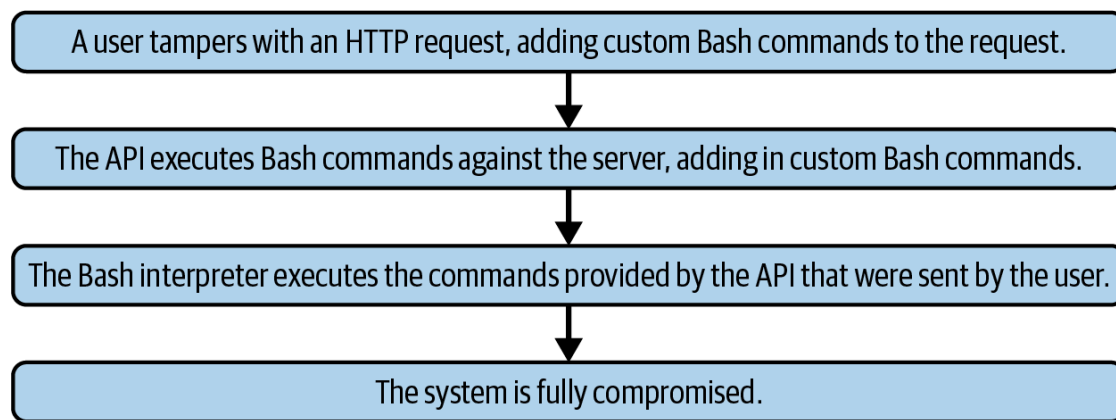 A user tampers with an HTTP request, adding custom Bash commands to the request.
The API executes Bash commands against the server, adding in custom Bash commands.
The Bash interpreter executes the commands provided by the API that were sent by the user.
The system is fully compromised.